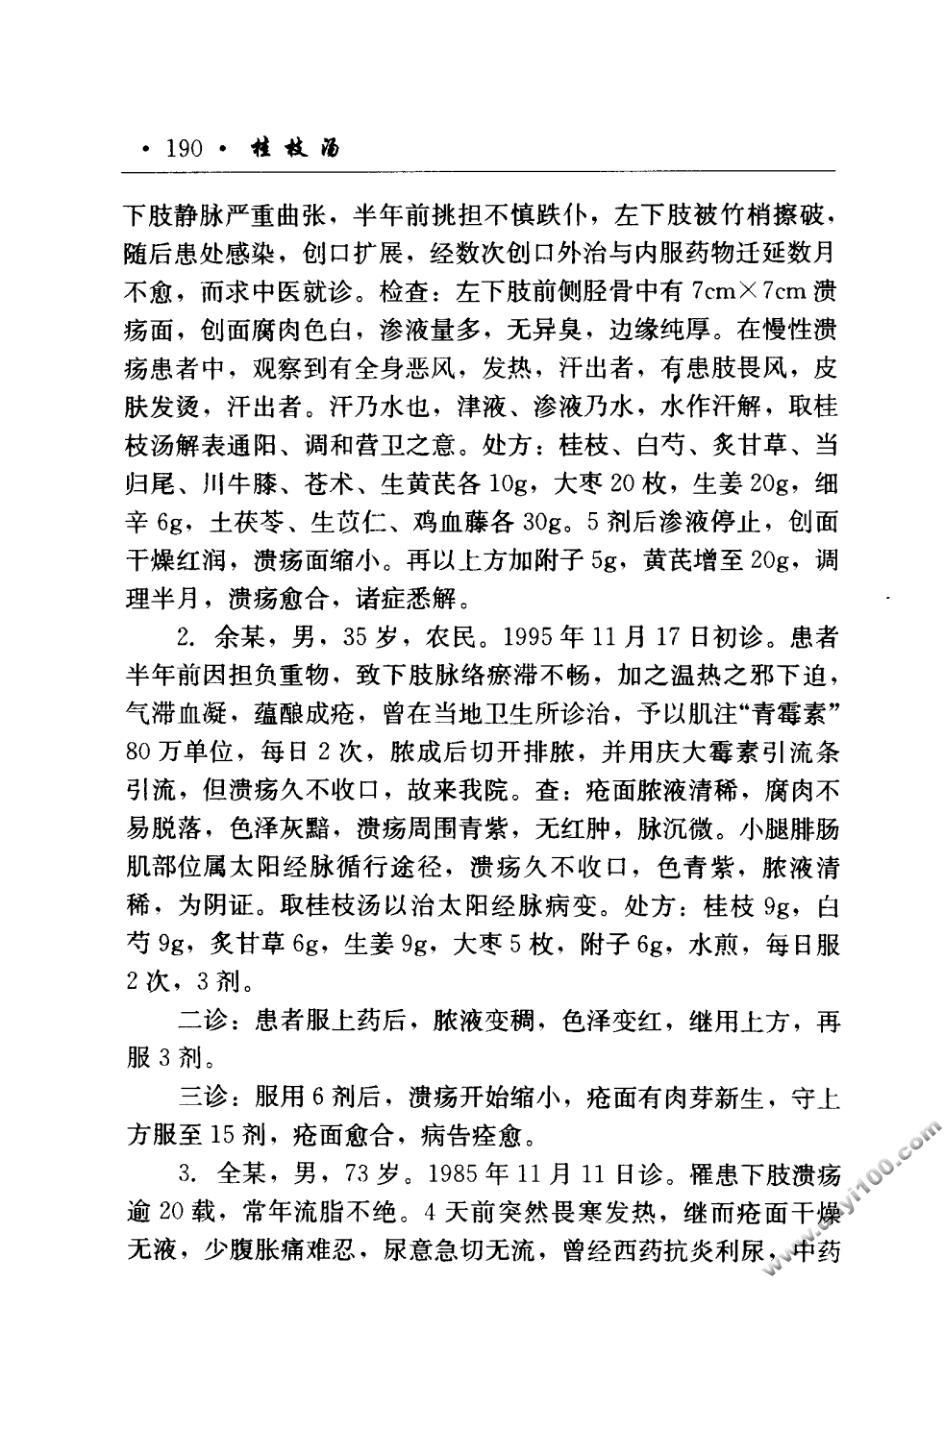 · 190 · 桂枝汤
下肢静脉严重曲张，半年前挑担不慎跌仆，左下肢被竹梢擦破，
随后患处感染，创口扩展，经数次创口外治与内服药物迁延数月
不愈，而求中医就诊。检查：左下肢前侧胫骨中有 7cm×7cm 溃
疡面，创面腐肉色白，渗液量多，无异臭，边缘纯厚。在慢性溃
疡患者中，观察到有全身恶风，发热，汗出者，有患肢畏风，皮
肤发烫，汗出者。汗乃水也，津液、渗液乃水，水作汗解，取桂
枝汤解表通阳、调和营卫之意。处方：桂枝、白芍、炙甘草、当
归尾、川牛膝、苍术、生黄芪各 10g，大枣 20 枚，生姜 20g，细
辛 6g，土茯苓、生苡仁、鸡血藤各 30g。5 剂后渗液停止，创面
干燥红润，溃疡面缩小。再以上方加附子 5g，黄芪增至 20g，调
理半月，溃疡愈合，诸症悉解。
2. 余某，男，35 岁，农民。1995 年 11 月 17 日初诊。患者
半年前因担负重物，致下肢脉络瘀滞不畅，加之温热之邪下迫，
气滞血凝，蕴酿成疮，曾在当地卫生所诊治，予以肌注“青霉素”
80 万单位，每日 2 次，脓成后切开排脓，并用庆大霉素引流条
引流，但溃疡久不收口，故来我院。查：疮面脓液清稀，腐肉不
易脱落，色泽灰黯，溃疡周围青紫，无红肿，脉沉微。小腿腓肠
肌部位属太阳经脉循行途径，溃疡久不收口，色青紫，脓液清
稀，为阴证。取桂枝汤以治太阳经脉病变。处方：桂枝 9g，白
芍 9g，炙甘草 6g，生姜 9g，大枣 5 枚，附子 6g，水煎，每日服
2 次，3 剂。
二诊：患者服上药后，脓液变稠，色泽变红，继用上方，再
服 3 剂。
三诊：服用 6 剂后，溃疡开始缩小，疮面有肉芽新生，守上
方服至 15 剂，疮面愈合，病告痊愈。
3. 全某，男，73 岁。1985 年 11 月 11 日诊。罹患下肢溃疡
逾 20 载，常年流脂不绝。4 天前突然畏寒发热，继而疮面干燥
无液，少腹胀痛难忍，尿意急切无流，曾经西药抗炎利尿，中药